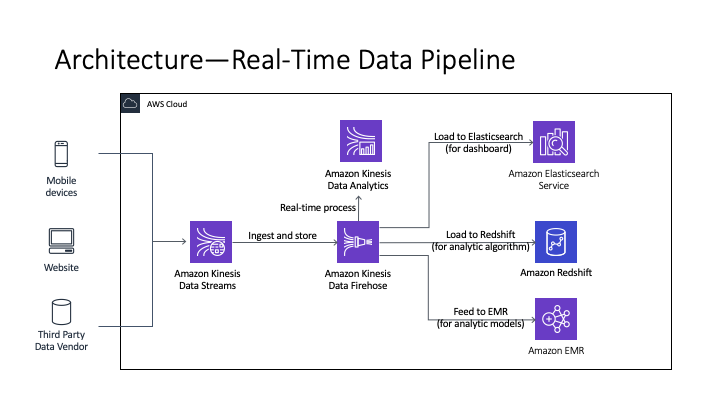 Architecture—Real-Time Data Pipeline
AWS Cloud
Mobile
devices
Website
Third Party
Data Vendor
Amazon Kinesis
Data Streams
Ingest and store
Amazon Kinesis
Data Analytics
Real-time process
Amazon Kinesis
Data Firehose
Load to Elasticsearch
(for dashboard)
Amazon Elasticsearch
Service
Load to Redshift
(for analytic algorithm)
Amazon Redshift
Feed to EMR
(for analytic models)
Amazon EMR